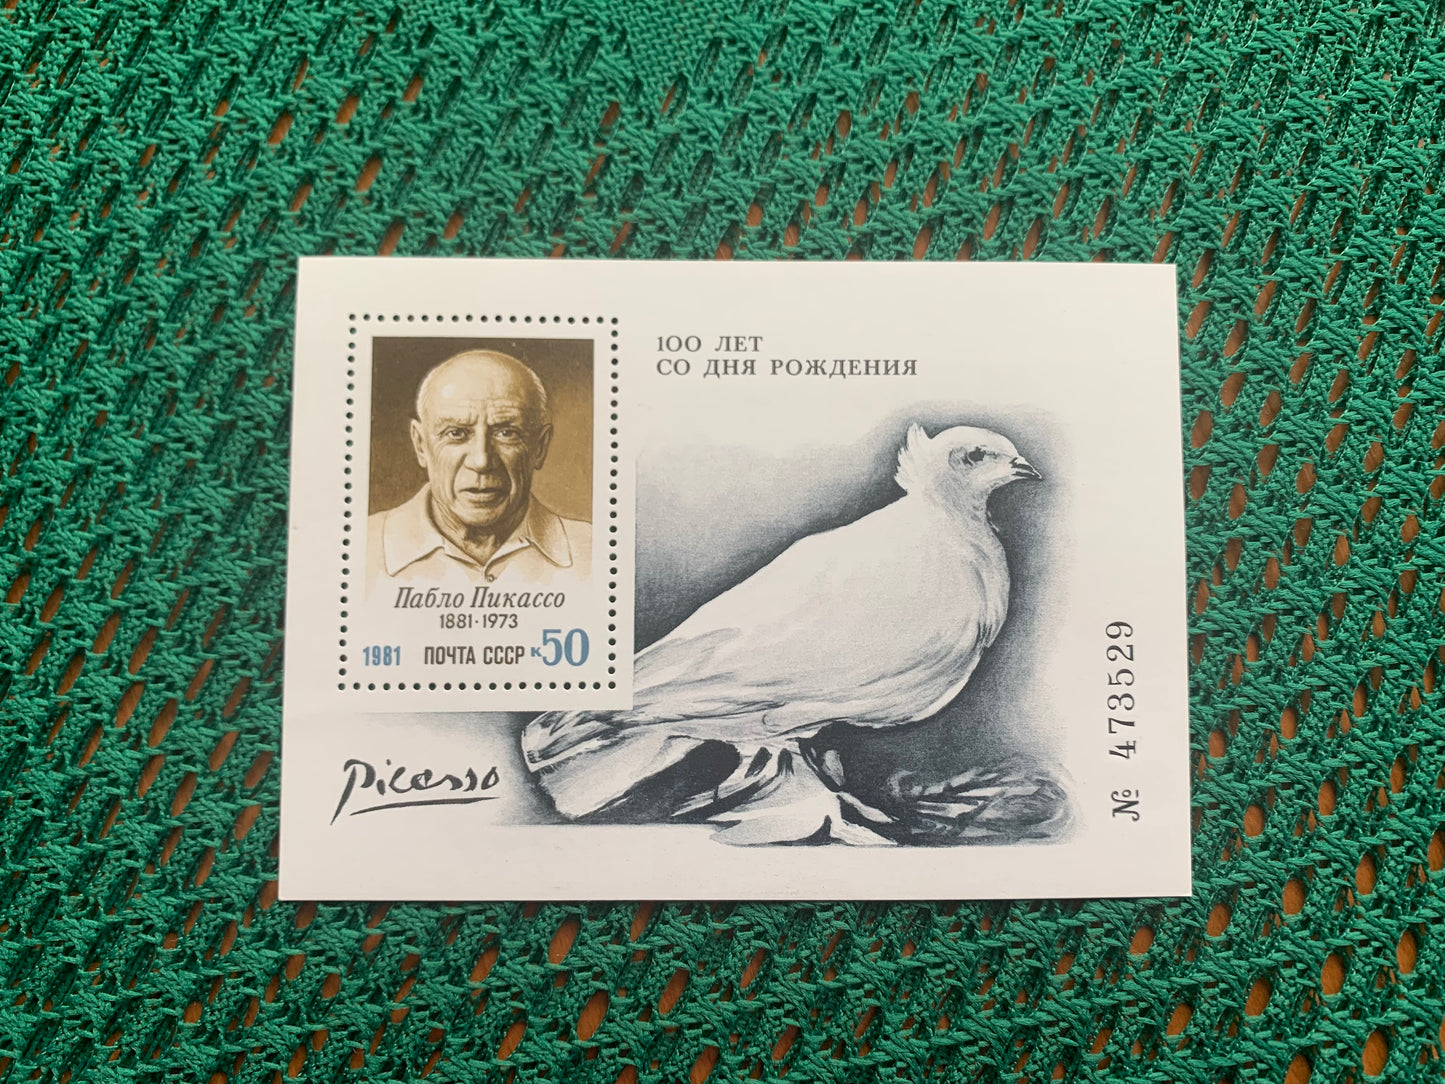 100 ЛЕТ
СО ДНЯ РОЖДЕНИЯ
Пабло Пикассо
1881·1973
1981 ПОЧТА СССР к50
Picasso
№ 473529